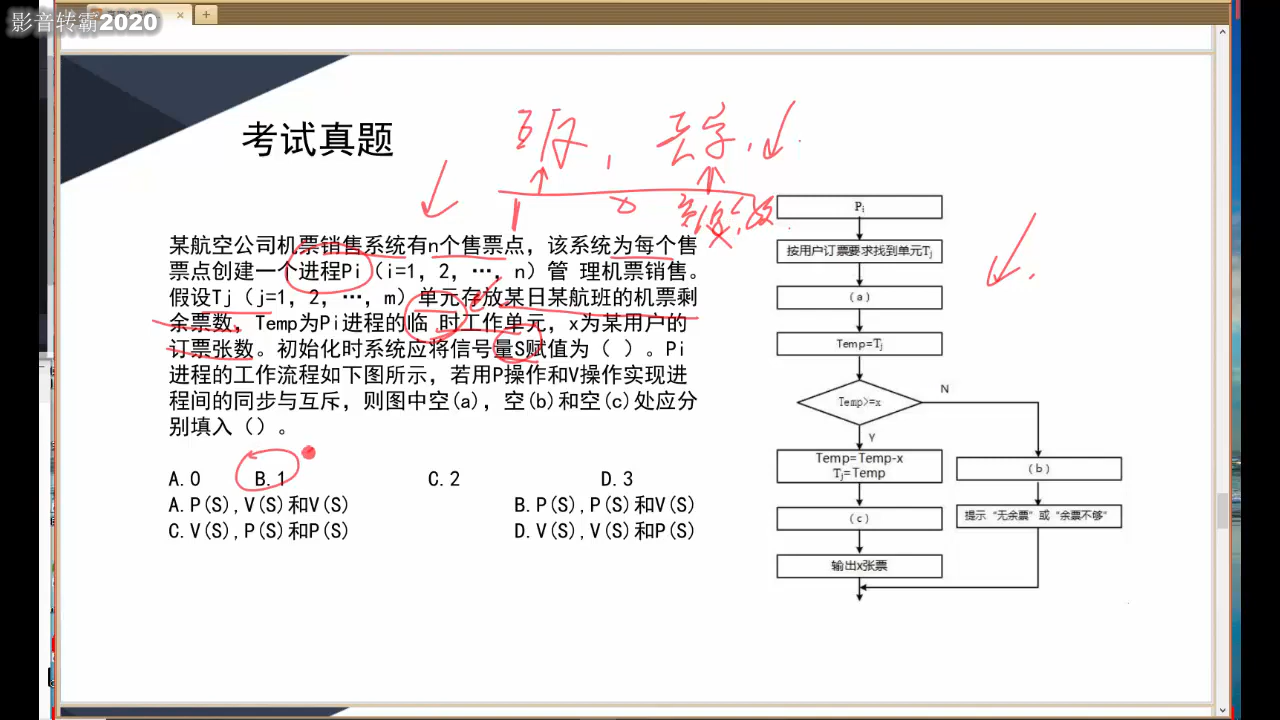 影音转霸2020
考试真题
互斥，共享
1
某航空公司机票销售系统有n个售票点，该系统为每个售
票点创建一个进程Pi（i=1，2，…，n）管 理机票销售。
假设Tj（j=1，2，…，m）单元存放某日某航班的机票剩
余票数，Temp为Pi进程的临 时工作单元，x为某用户的
订票张数。初始化时系统应将信号量S赋值为（ ）。Pi
进程的工作流程如下图所示，若用P操作和V操作实现进
程间的同步与互斥，则图中空(a)，空(b)和空(c)处应分
别填入（）。
A.0 B.1 C.2 D.3
A.P(S),V(S)和V(S) B.P(S),P(S)和V(S)
C.V(S),P(S)和P(S) D.V(S),V(S)和P(S)
Pi
按用户订票要求找到单元Tj
（a）
Temp=Tj
Temp>=x
N
Y
Temp=Temp-x
Tj=Temp
（b）
（c）
提示“无余票”或“余票不够”
输出x张票